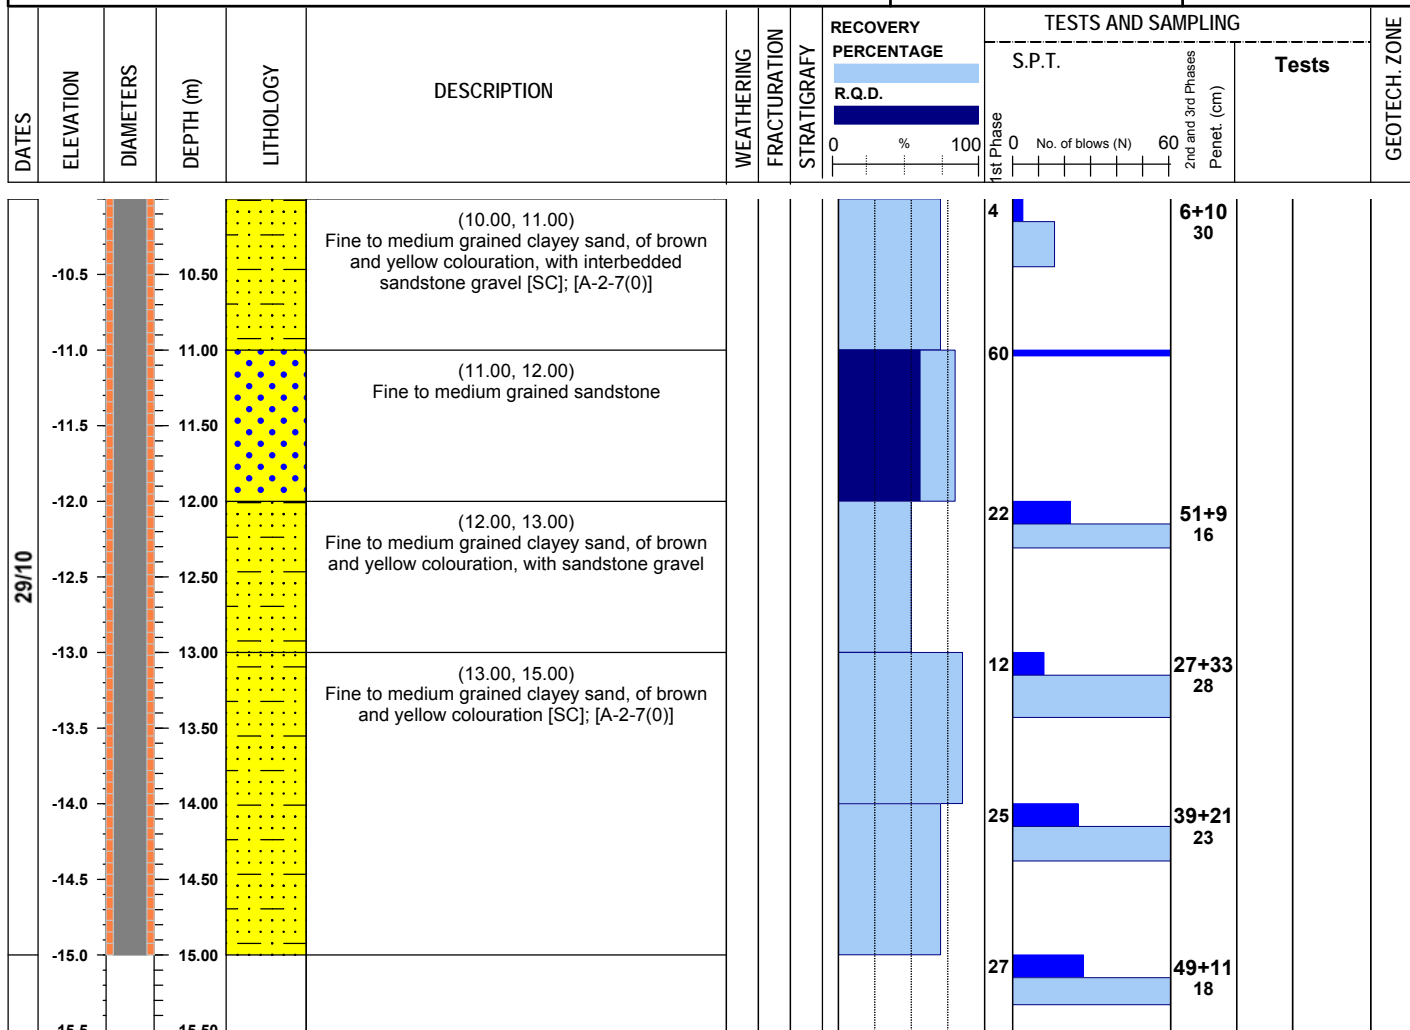 DATES
ELEVATION
DIAMETERS
DEPTH (m)
LITHOLOGY
DESCRIPTION
WEATHERING
FRACTURATION
STRATIGRAFY
RECOVERY
PERCENTAGE
R.Q.D.
0 % 100
TESTS AND SAMPLING
S.P.T.
1st Phase
0 No. of blows (N) 60
2nd and 3rd Phases
Penet. (cm)
Tests
GEOTECH. ZONE
(10.00, 11.00)
Fine to medium grained clayey sand, of brown
and yellow colouration, with interbedded
sandstone gravel [SC]; [A-2-7(0)]
4 6+10
30
-10.5 10.50
-11.0 11.00
60
(11.00, 12.00)
Fine to medium grained sandstone
-11.5 11.50
-12.0 12.00
22 51+9
16
(12.00, 13.00)
Fine to medium grained clayey sand, of brown
and yellow colouration, with sandstone gravel
29/10
-12.5 12.50
-13.0 13.00
12 27+33
28
(13.00, 15.00)
Fine to medium grained clayey sand, of brown
and yellow colouration [SC]; [A-2-7(0)]
-13.5 13.50
-14.0 14.00
25 39+21
23
-14.5 14.50
-15.0 15.00
27 49+11
18
-15.5 15.50